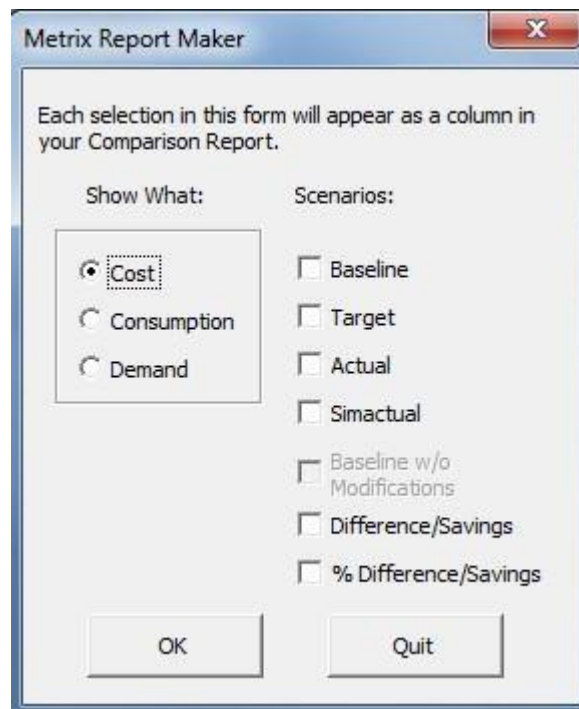 Metrix Report Maker
Each selection in this form will appear as a column in
your Comparison Report.
Show What:
Cost
Consumption
Demand
Scenarios:
Baseline
Target
Actual
Simactual
Baseline w/o
Modifications
Difference/Savings
% Difference/Savings
OK
Quit